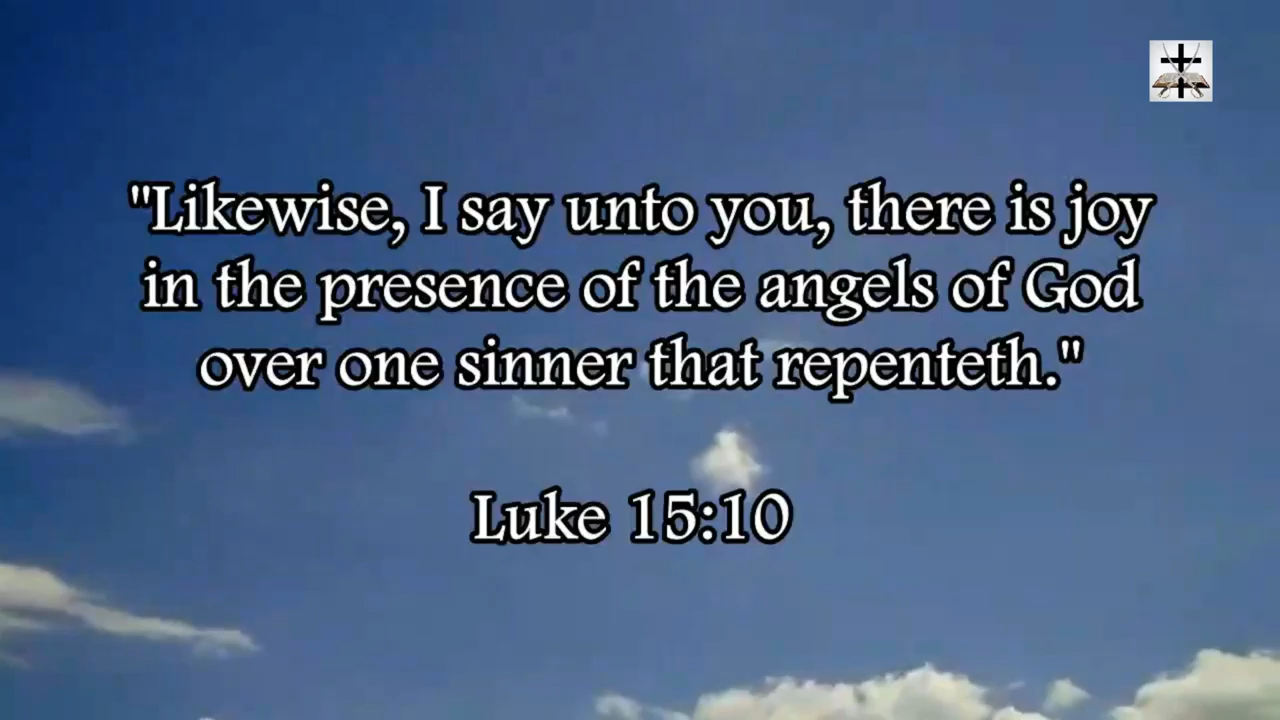 "Likewise, I say unto you, there is joy
in the presence of the angels of God
over one sinner that repenteth."
Luke 15:10